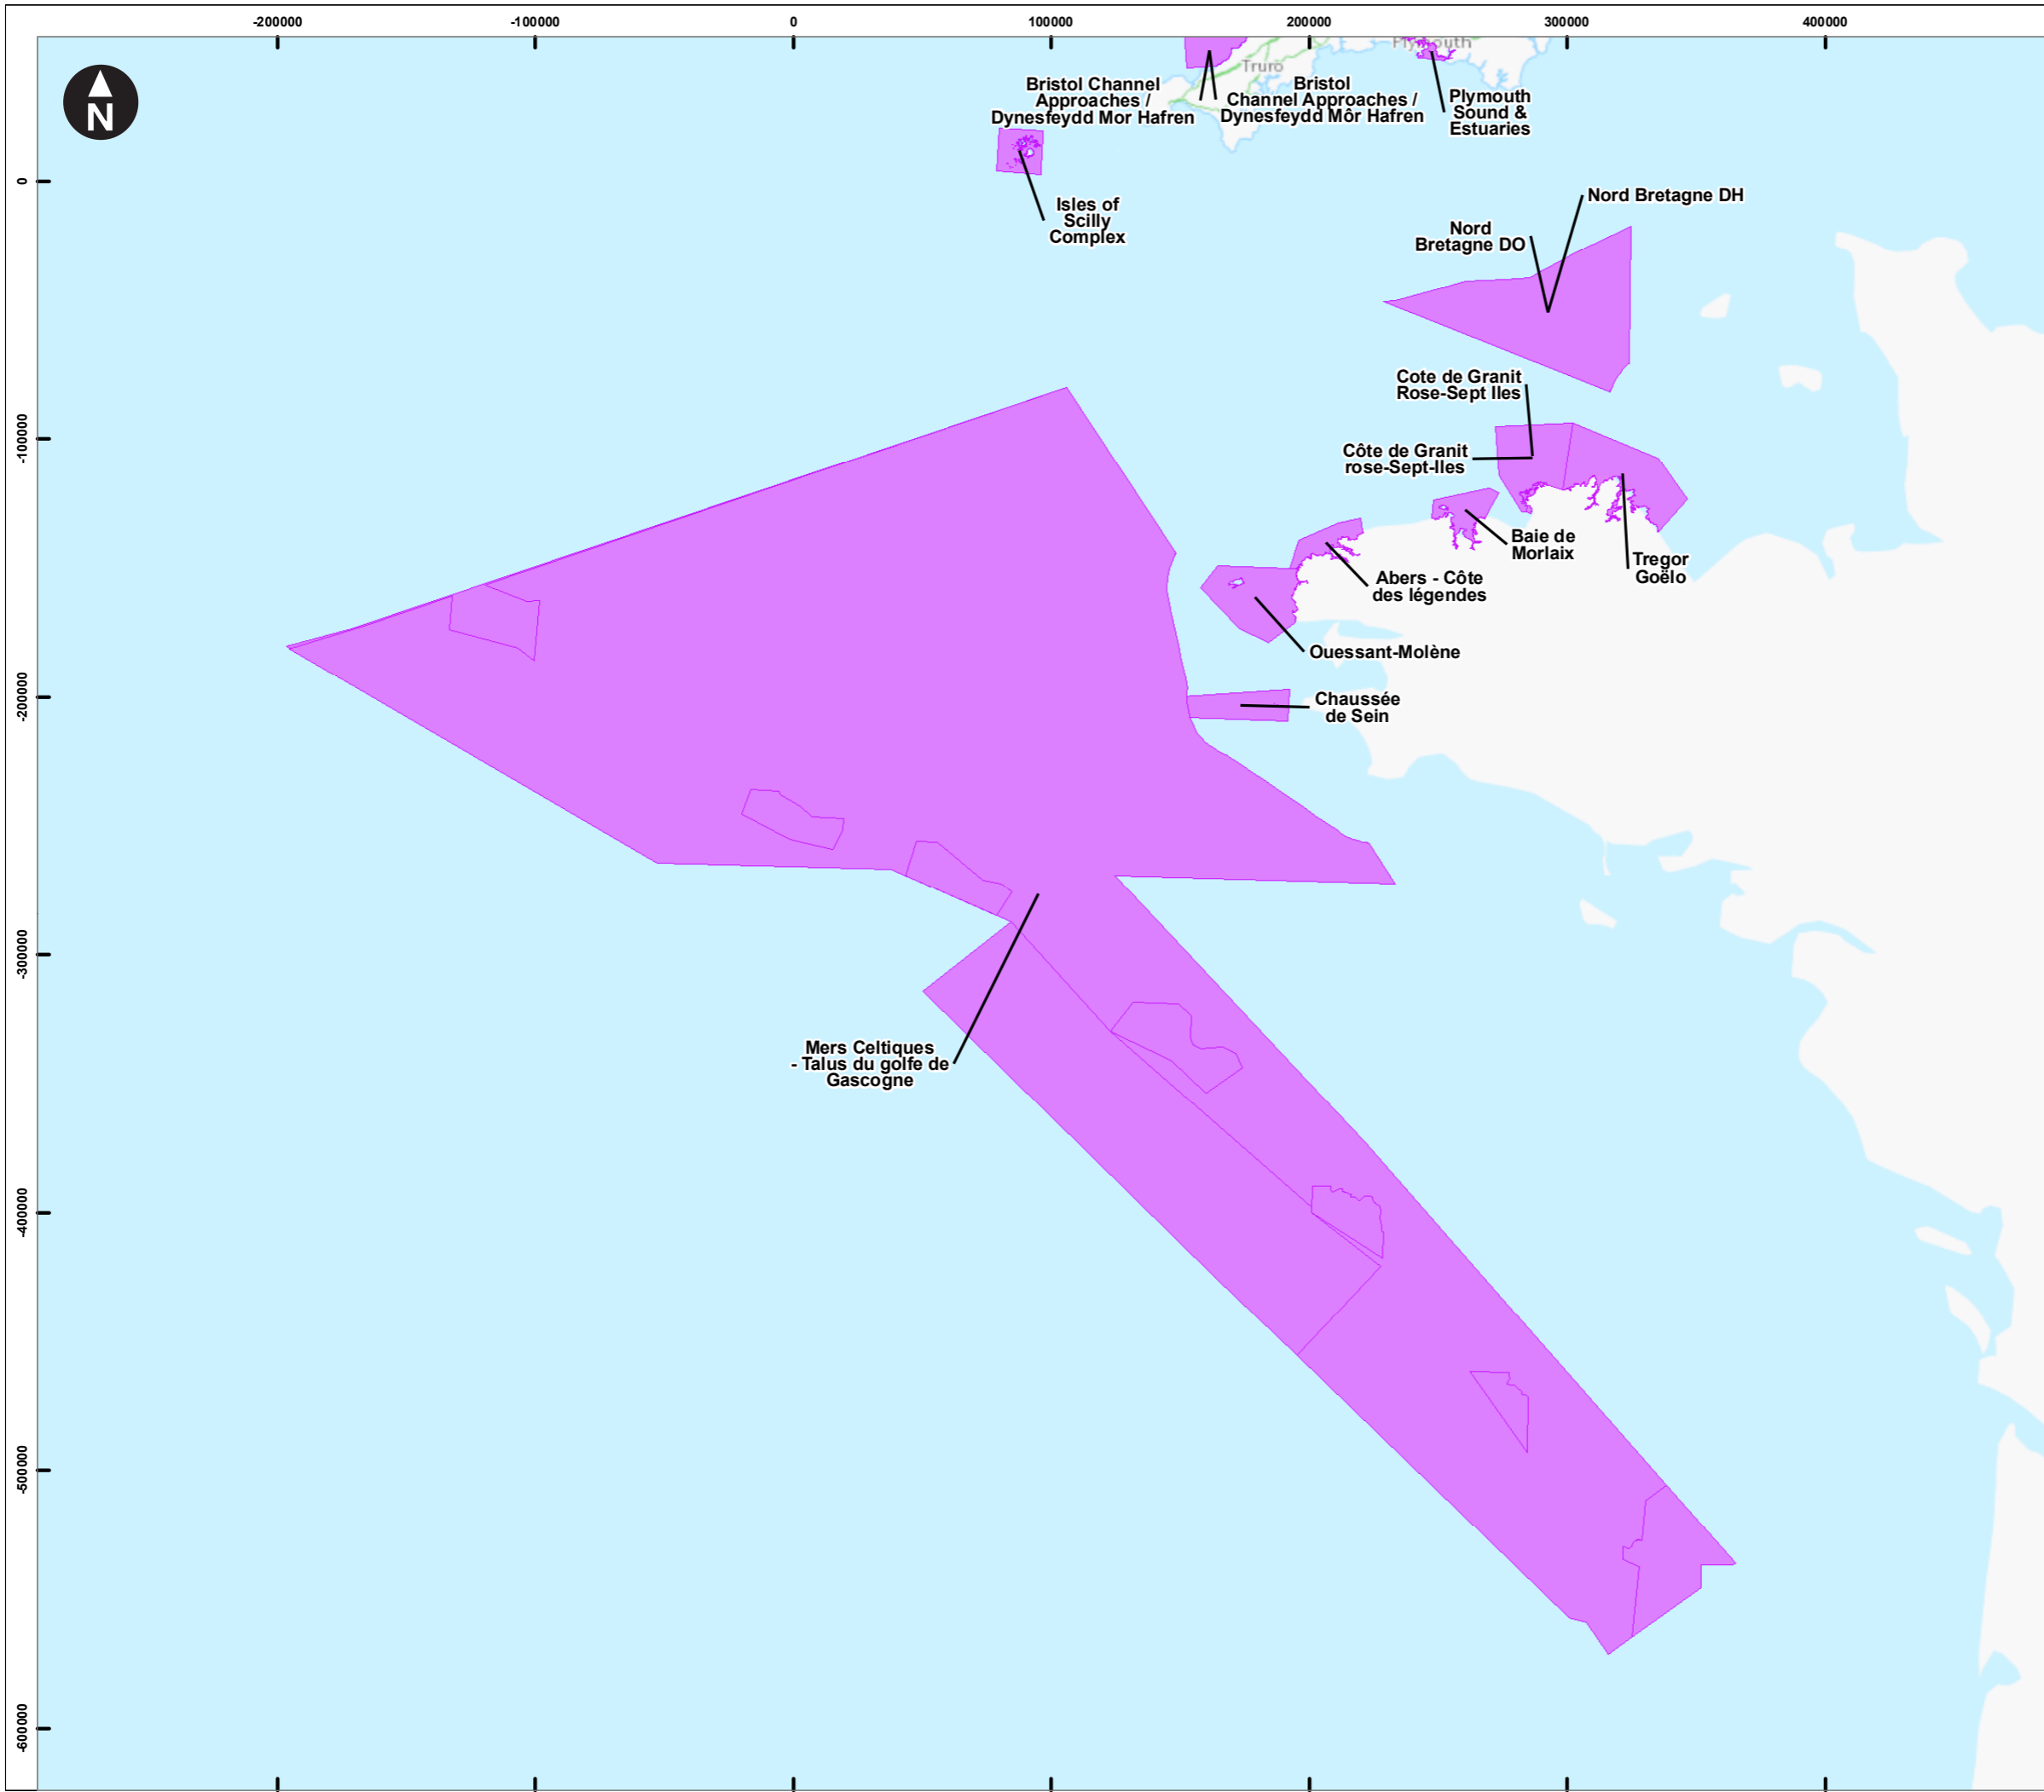 -200000 -100000 0 100000 200000 300000 400000
Plymouth
Truro
N
Bristol Channel
Approaches /
Dynesfeydd Mor Hafren
Bristol
Channel Approaches /
Dynesfeydd Môr Hafren
Plymouth
Sound &
Estuaries
0
Isles of
Scilly
Complex
Nord Bretagne DH
Nord
Bretagne DO
Cote de Granit
Rose-Sept Iles
-100000
Côte de Granit
rose-Sept-Iles
Baie de
Morlaix
Tregor
Goëlo
Abers - Côte
des légendes
Ouessant-Molène
-200000
Chaussée
de Sein
-300000
Mers Celtiques
- Talus du golfe de
Gascogne
-400000
-500000
-600000